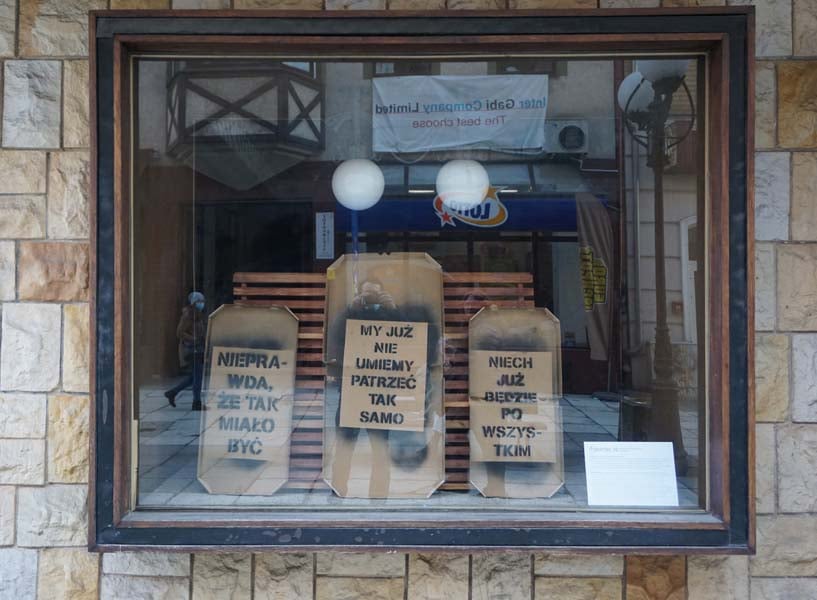 Inter Gabi Company Limited
The best choose
NIEPRA-
WDA,
ŻE TAK
MIAŁO
BYĆ
MY JUŻ
NIE
UMIEMY
PATRZEĆ
TAK
SAMO
NIECH
JUŻ
BĘDZIE
PO
WSZYS-
TKIM